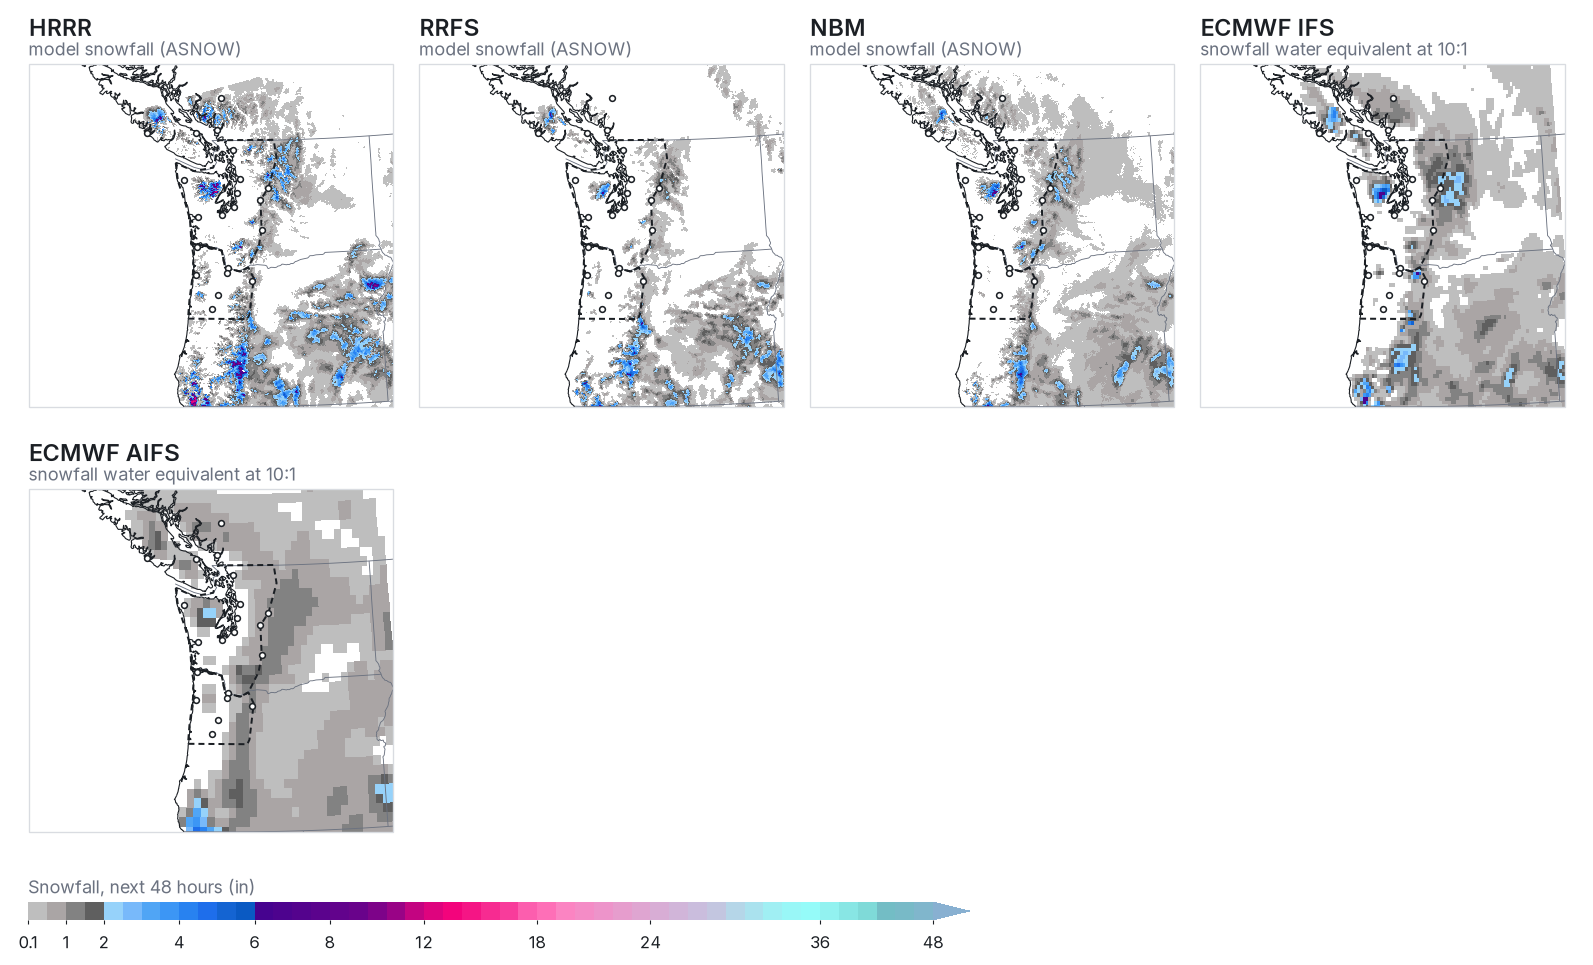 HRRR
model snowfall (ASNOW)
RRFS
model snowfall (ASNOW)
NBM
model snowfall (ASNOW)
ECMWF IFS
snowfall water equivalent at 10:1
ECMWF AIFS
snowfall water equivalent at 10:1
Snowfall, next 48 hours (in)
0.1 1 2 4 6 8 12 18 24 36 48